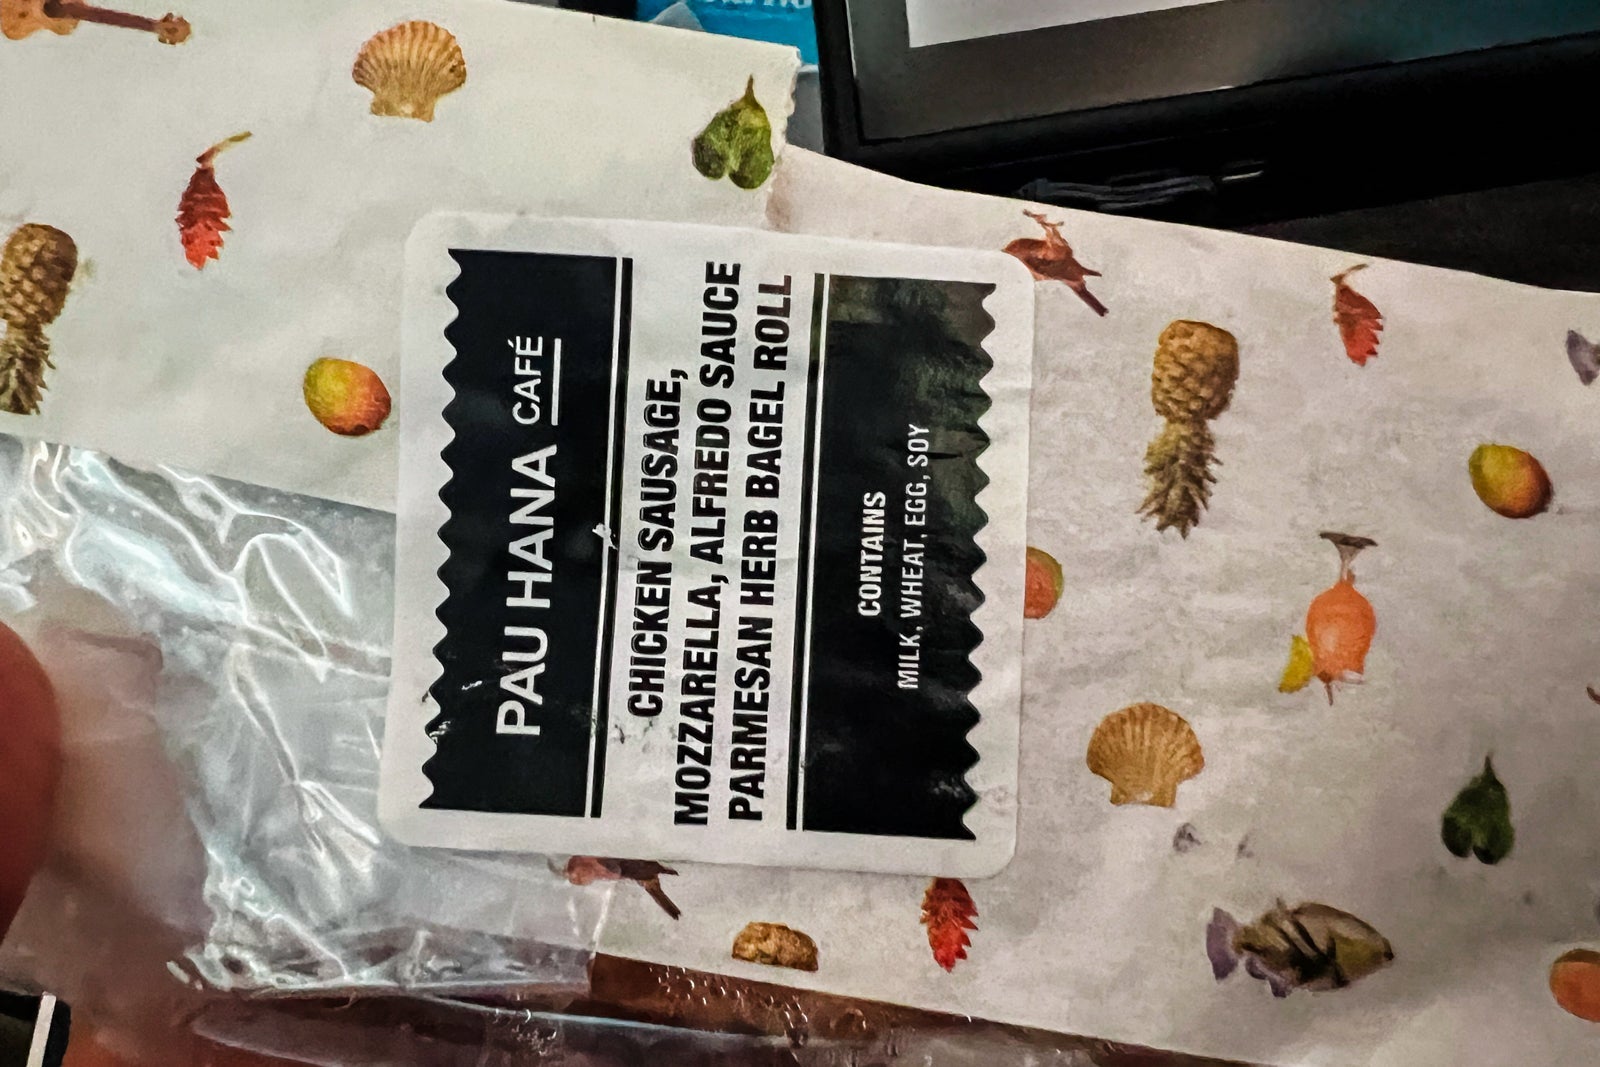 PAU HANA CAFÉ
CHICKEN SAUSAGE,
MOZZARELLA, ALFREDO SAUCE
PARMESAN HERB BAGEL ROLL
CONTAINS
MILK, WHEAT, EGG, SOY